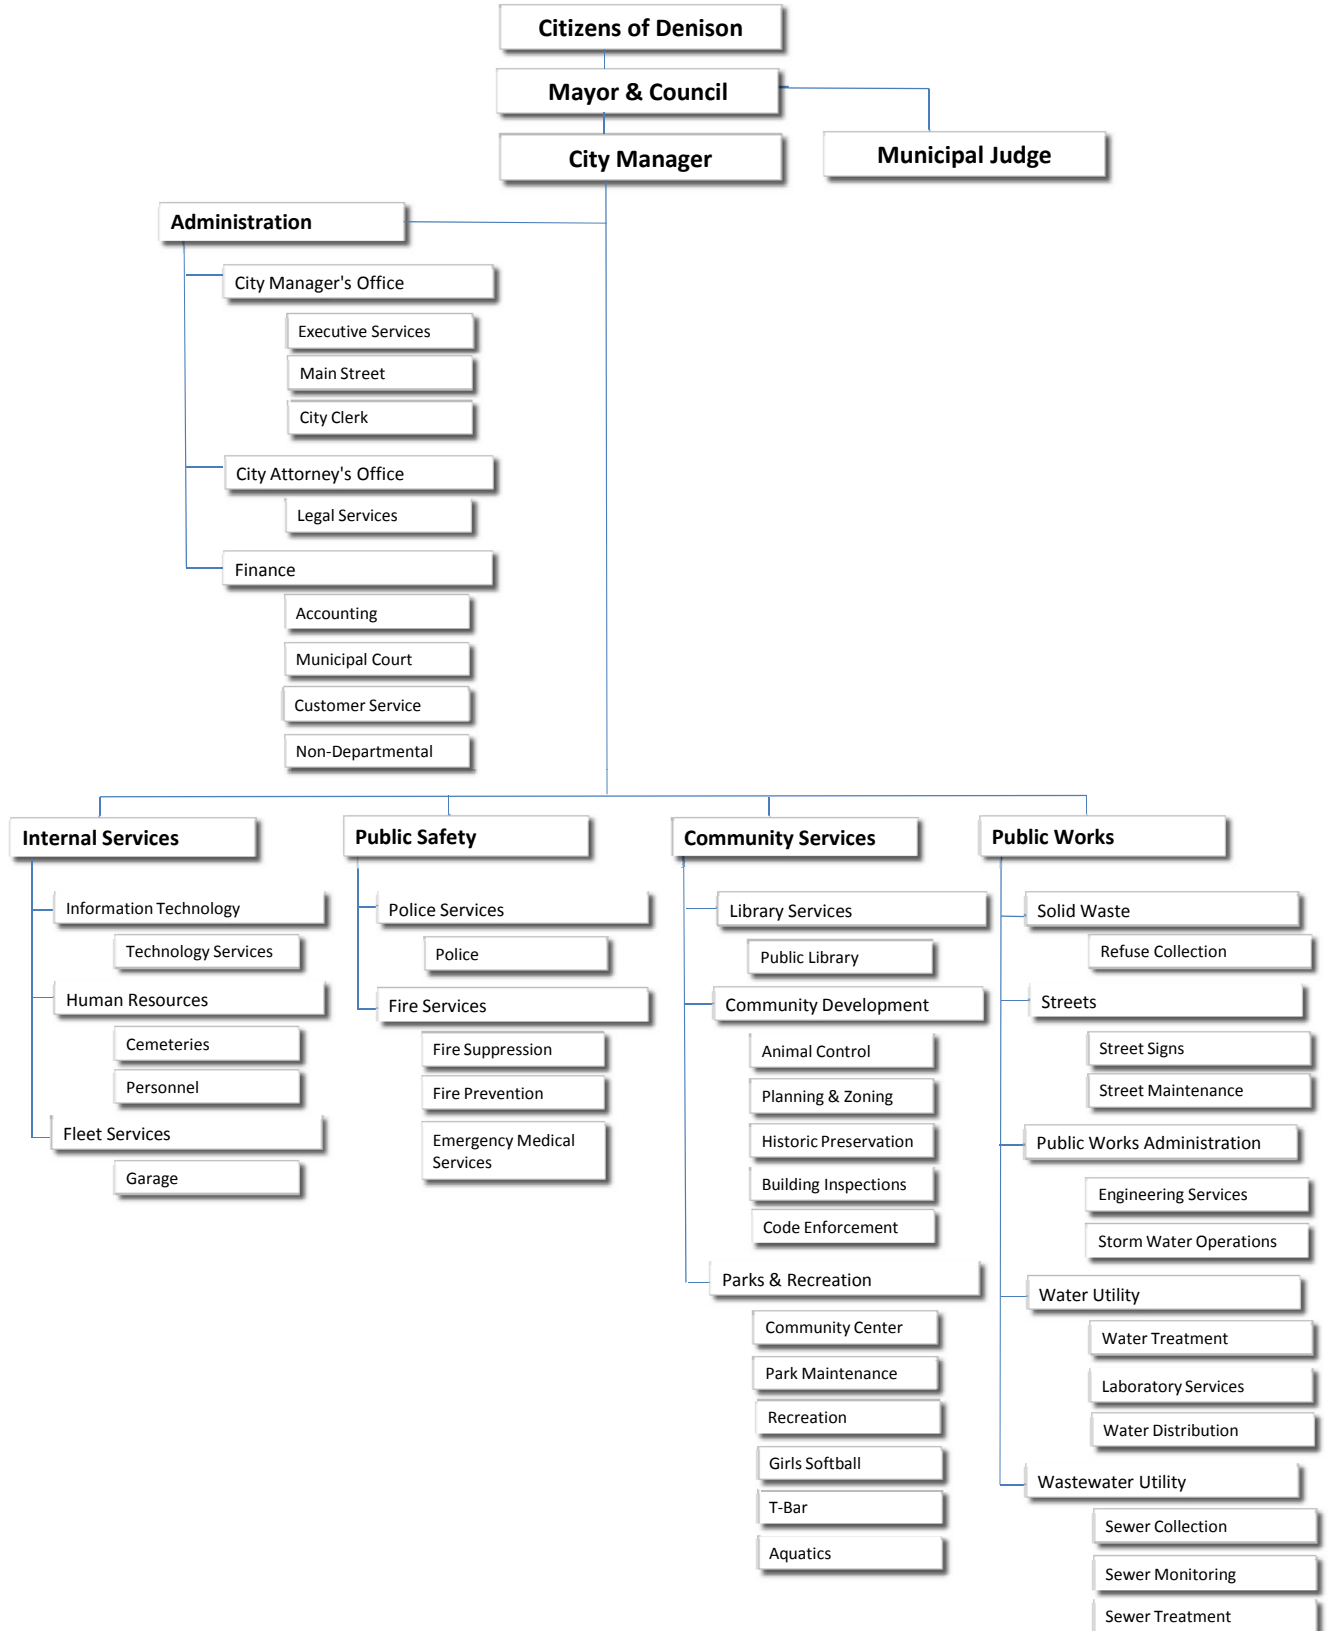 Citizens of Denison
Mayor & Council
City Manager
Municipal Judge
Administration
City Manager's Office
Executive Services
Main Street
City Clerk
City Attorney's Office
Legal Services
Finance
Accounting
Municipal Court
Customer Service
Non-Departmental
Internal Services
Information Technology
Technology Services
Human Resources
Cemeteries
Personnel
Fleet Services
Garage
Public Safety
Police Services
Police
Fire Services
Fire Suppression
Fire Prevention
Emergency Medical
Services
Community Services
Library Services
Public Library
Community Development
Animal Control
Planning & Zoning
Historic Preservation
Building Inspections
Code Enforcement
Parks & Recreation
Community Center
Park Maintenance
Recreation
Girls Softball
T-Bar
Aquatics
Public Works
Solid Waste
Refuse Collection
Streets
Street Signs
Street Maintenance
Public Works Administration
Engineering Services
Storm Water Operations
Water Utility
Water Treatment
Laboratory Services
Water Distribution
Wastewater Utility
Sewer Collection
Sewer Monitoring
Sewer Treatment